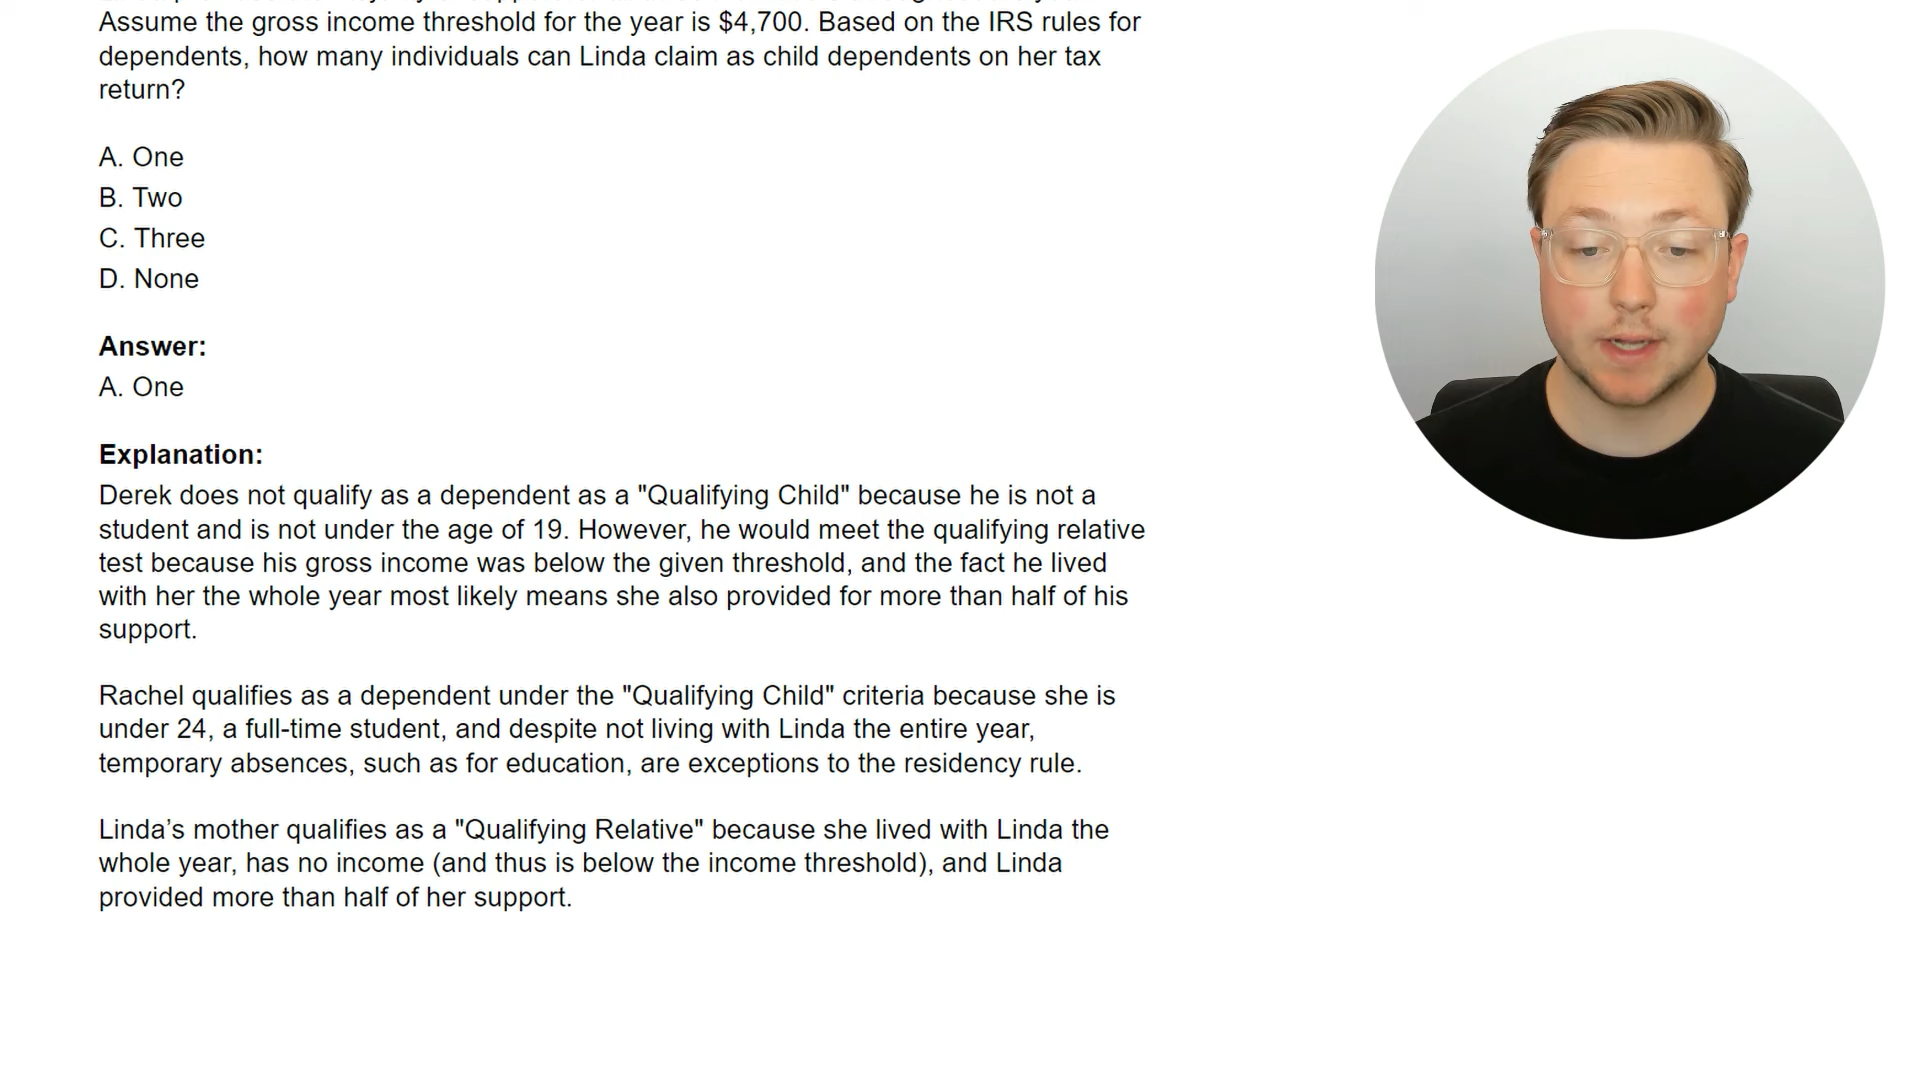 Assume the gross income threshold for the year is $4,700. Based on the IRS rules for
dependents, how many individuals can Linda claim as child dependents on her tax
return?
A. One
B. Two
C. Three
D. None
Answer:
A. One
Explanation:
Derek does not qualify as a dependent as a "Qualifying Child" because he is not a
student and is not under the age of 19. However, he would meet the qualifying relative
test because his gross income was below the given threshold, and the fact he lived
with her the whole year most likely means she also provided for more than half of his
support.
Rachel qualifies as a dependent under the "Qualifying Child" criteria because she is
under 24, a full-time student, and despite not living with Linda the entire year,
temporary absences, such as for education, are exceptions to the residency rule.
Linda’s mother qualifies as a "Qualifying Relative" because she lived with Linda the
whole year, has no income (and thus is below the income threshold), and Linda
provided more than half of her support.